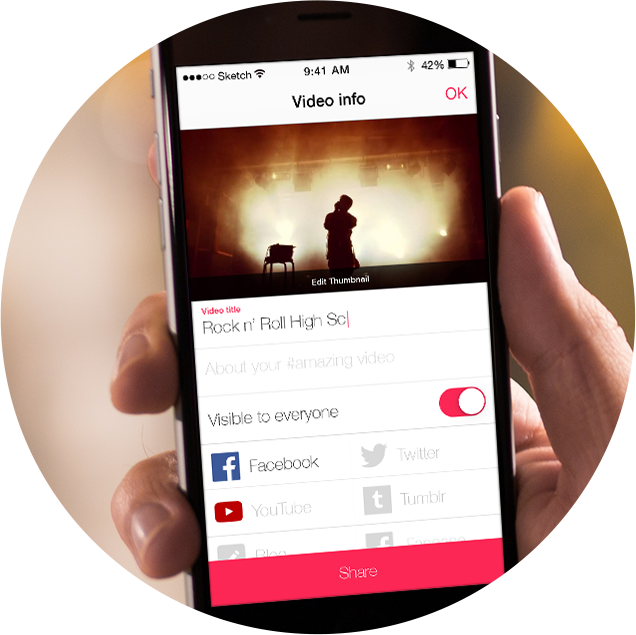 Sketch
9:41 AM
42%
Video info
OK
Edit Thumbnail
Video title
Rock n' Roll High Sc
About your #amazing video
Visible to everyone
Facebook
Twitter
YouTube
t Tumblr
Blog
Share